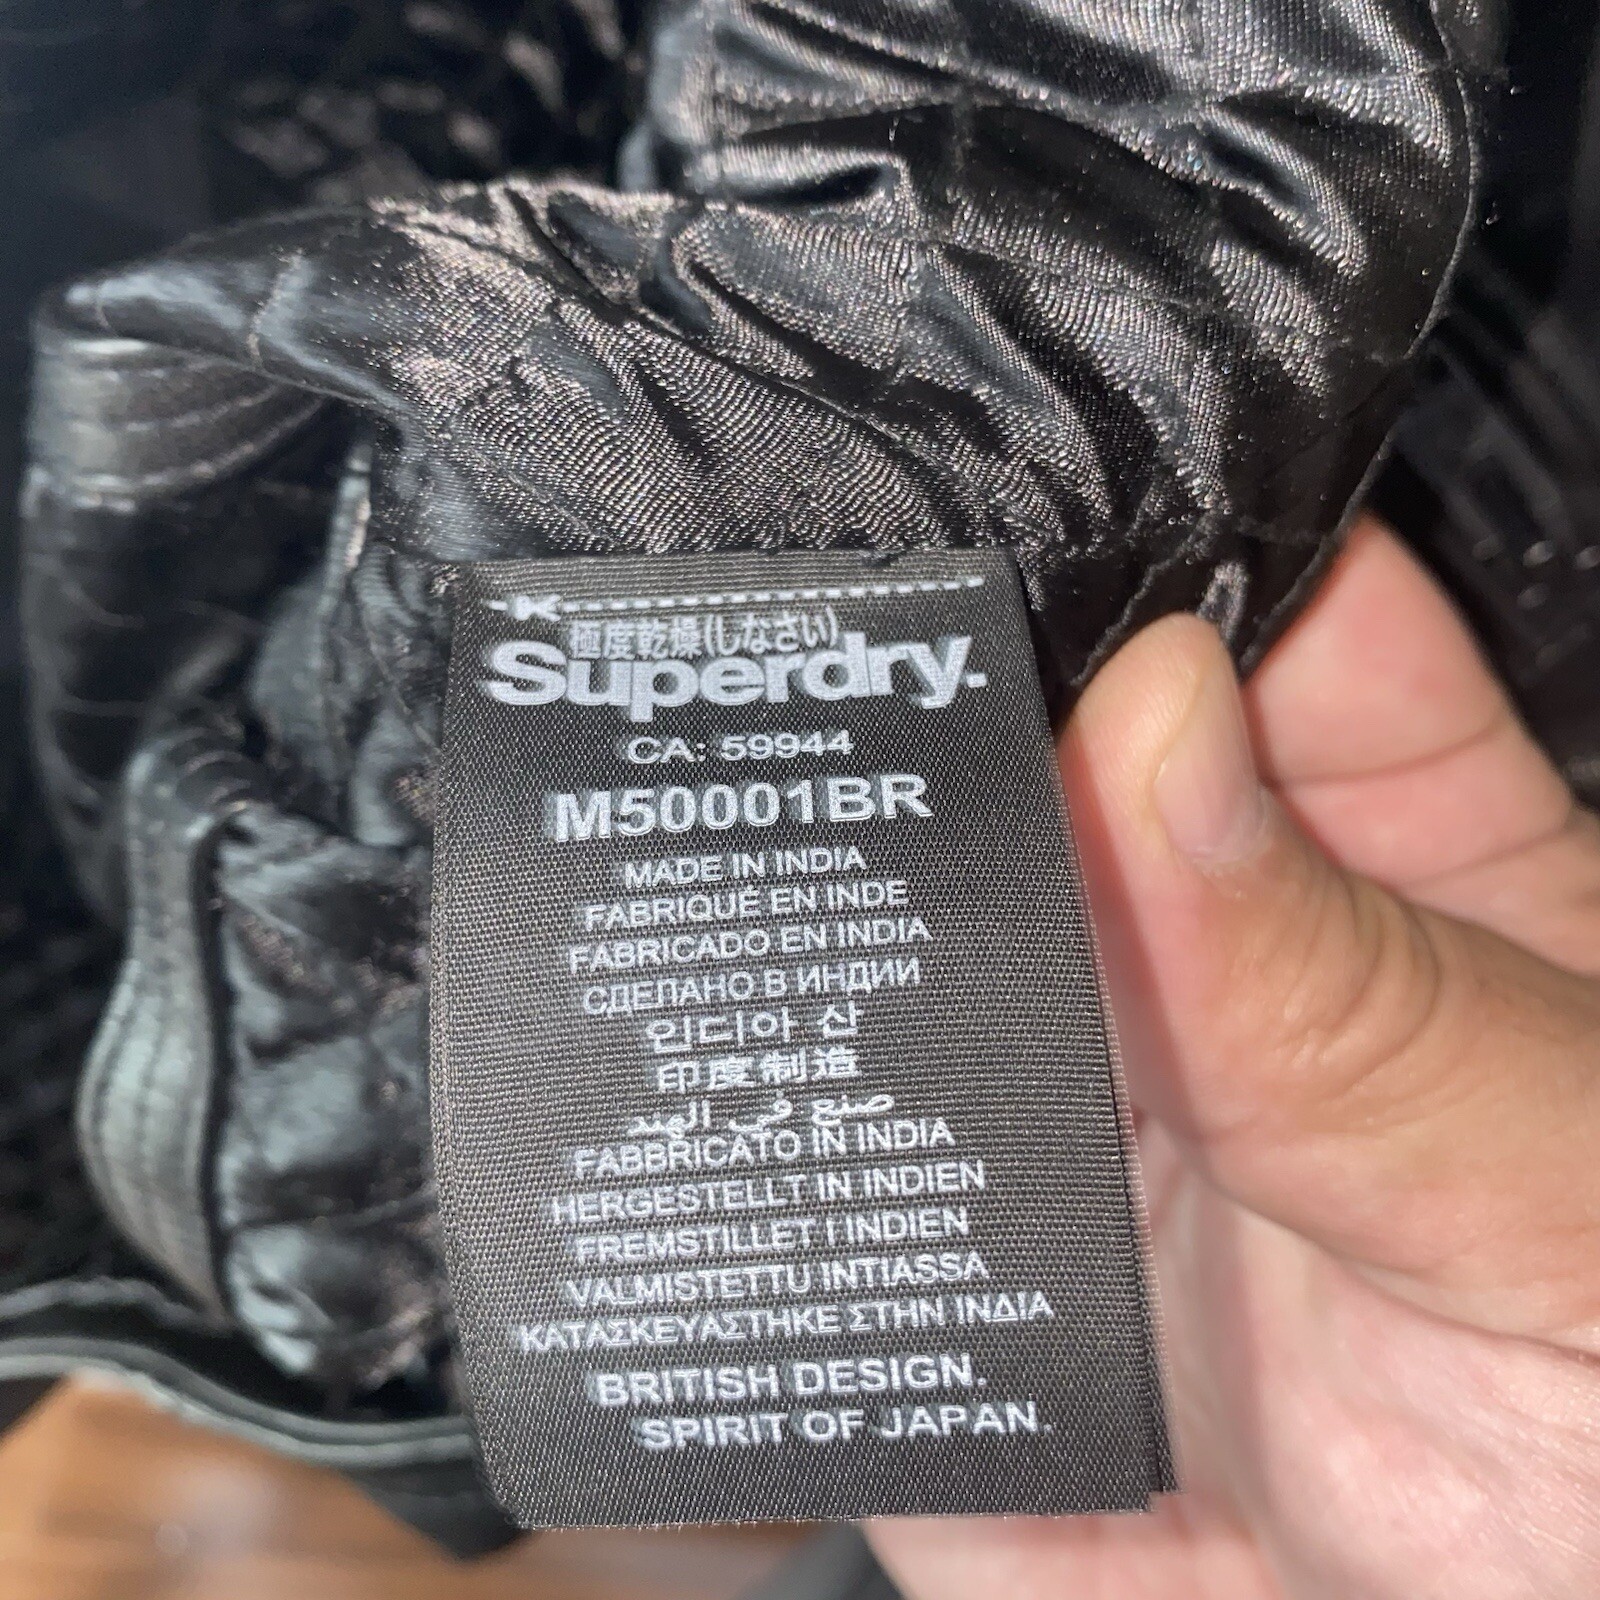 極度乾燥(しなさい)
Superdry.
CA: 59944
M50001BR
MADE IN INDIA
FABRIQUÉ EN INDE
FABRICADO EN INDIA
СДЕЛАНО В ИНДИИ
인디아 산
印度制造
صنع في الهند
FABBRICATO IN INDIA
HERGESTELLT IN INDIEN
FREMSTILLET I INDIEN
VALMISTETTU INTIASSA
ΚΑΤΑΣΚΕΥΑΣΤΗΚΕ ΣΤΗΝ ΙΝΔΙΑ
BRITISH DESIGN.
SPIRIT OF JAPAN.